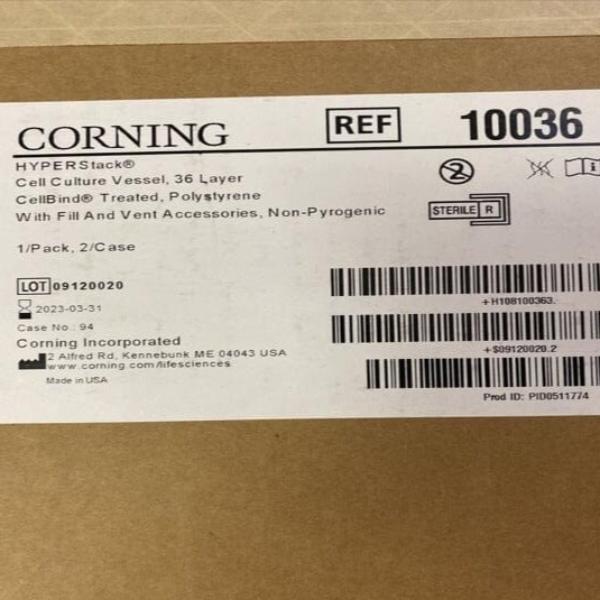 CORNING REF 10036
HYPERStack®
Cell Culture Vessel, 36 Layer
CellBind® Treated, Polystyrene
With Fill And Vent Accessories, Non-Pyrogenic
2
i
STERILE R
1/Pack, 2/Case
LOT 09120020
2023-03-31
Case No.: 94
Corning Incorporated
2 Alfred Rd, Kennebunk ME 04043 USA
www.corning.com/lifesciences
Made in USA
+H108100363.
+S09120020.2
Prod ID: PID0511774